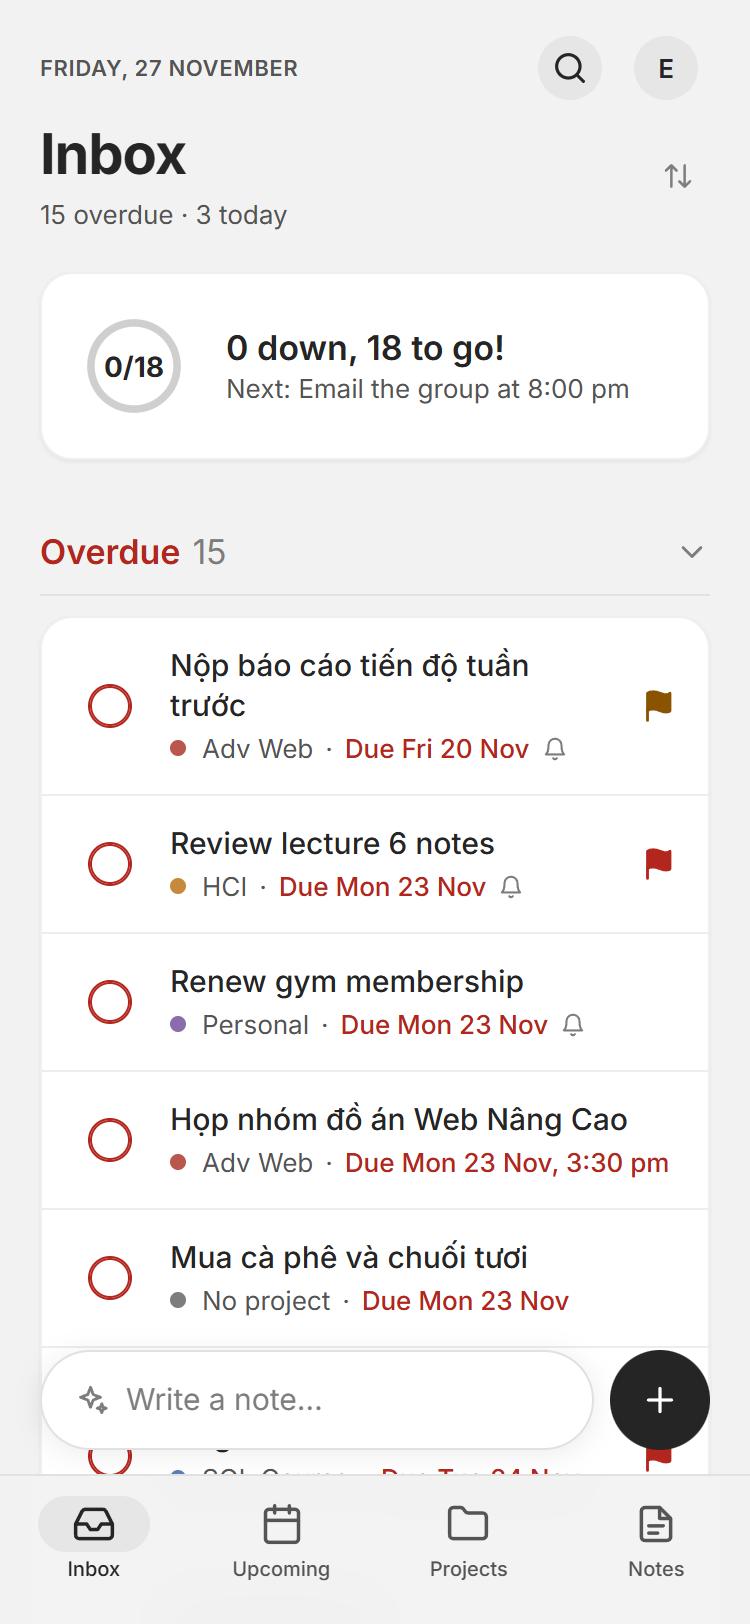 FRIDAY, 27 NOVEMBER
E
Inbox
15 overdue · 3 today
0/18
0 down, 18 to go!
Next: Email the group at 8:00 pm
Overdue 15
Nộp báo cáo tiến độ tuần
trước
Adv Web · Due Fri 20 Nov
Review lecture 6 notes
HCI · Due Mon 23 Nov
Renew gym membership
Personal · Due Mon 23 Nov
Họp nhóm đồ án Web Nâng Cao
Adv Web · Due Mon 23 Nov, 3:30 pm
Mua cà phê và chuối tươi
No project · Due Mon 23 Nov
Write a note...
Inbox
Upcoming
Projects
Notes